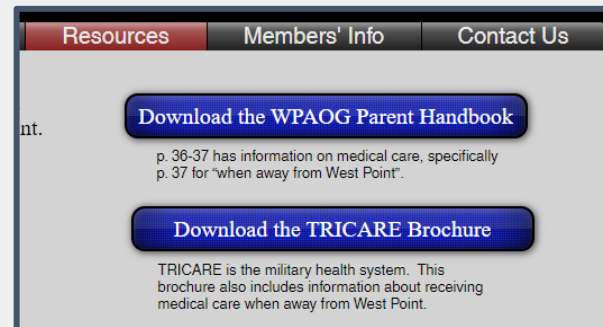 Resources Members' Info Contact Us
nt.
Download the WPAOG Parent Handbook
p. 36-37 has information on medical care, specifically
p. 37 for “when away from West Point”.
Download the TRICARE Brochure
TRICARE is the military health system. This
brochure also includes information about receiving
medical care when away from West Point.